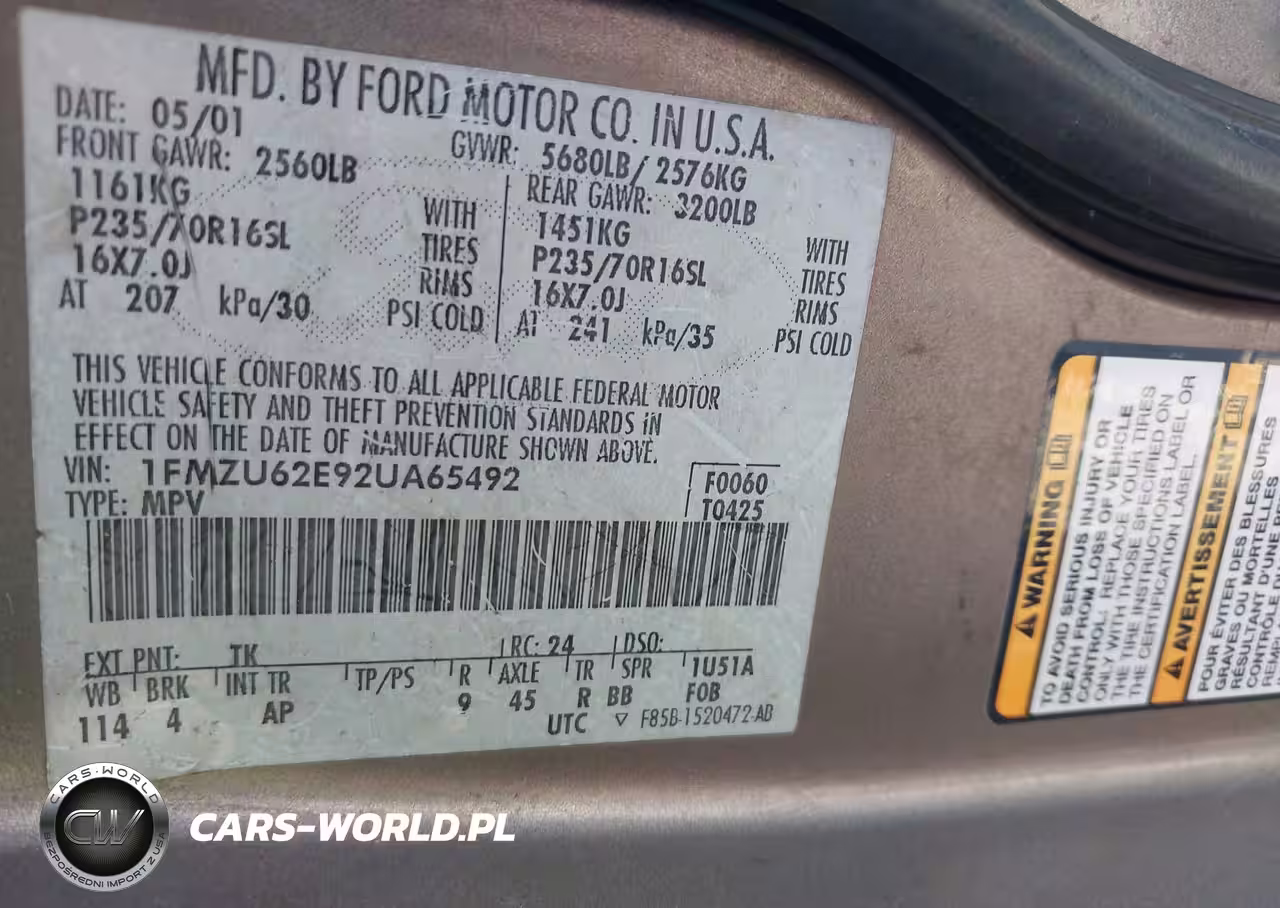 MFD. BY FORD MOTOR CO. IN U.S.A.
DATE: 05/01 GVWR: 5680LB/ 2576KG
FRONT GAWR: 2560LB REAR GAWR: 3200LB
1161KG WITH 1451KG WITH
P235/70R16SL TIRES P235/70R16SL TIRES
16X7.0J RIMS 16X7.0J RIMS
AT 207 kPa/30 PSI COLD AT 241 kPa/35 PSI COLD
THIS VEHICLE CONFORMS TO ALL APPLICABLE FEDERAL MOTOR
VEHICLE SAFETY AND THEFT PREVENTION STANDARDS IN
EFFECT ON THE DATE OF MANUFACTURE SHOWN ABOVE.
VIN: 1FMZU62E92UA65492 F0060
TYPE: MPV T0425
EXT PNT: TK RC: 24 DSO:
WB BRK INT TR TP/PS R AXLE TR SPR 1U51A
114 4 AP 9 45 R BB FOB
UTC ▽ F85B-1520472-AB
⚠ WARNING
TO AVOID SERIOUS INJURY OR
DEATH FROM LOSS OF VEHICLE
CONTROL: REPLACE YOUR TIRES
ONLY WITH THOSE SPECIFIED ON
THE TIRE INSTRUCTIONS LABEL OR
THE CERTIFICATION LABEL.
⚠ AVERTISSEMENT
POUR ÉVITER DES BLESSURES
GRAVES OU MORTELLES
RÉSULTANT D'UNE
CARS-WORLD
CW
BEZPOŚREDNI IMPORT Z USA
CARS-WORLD.PL